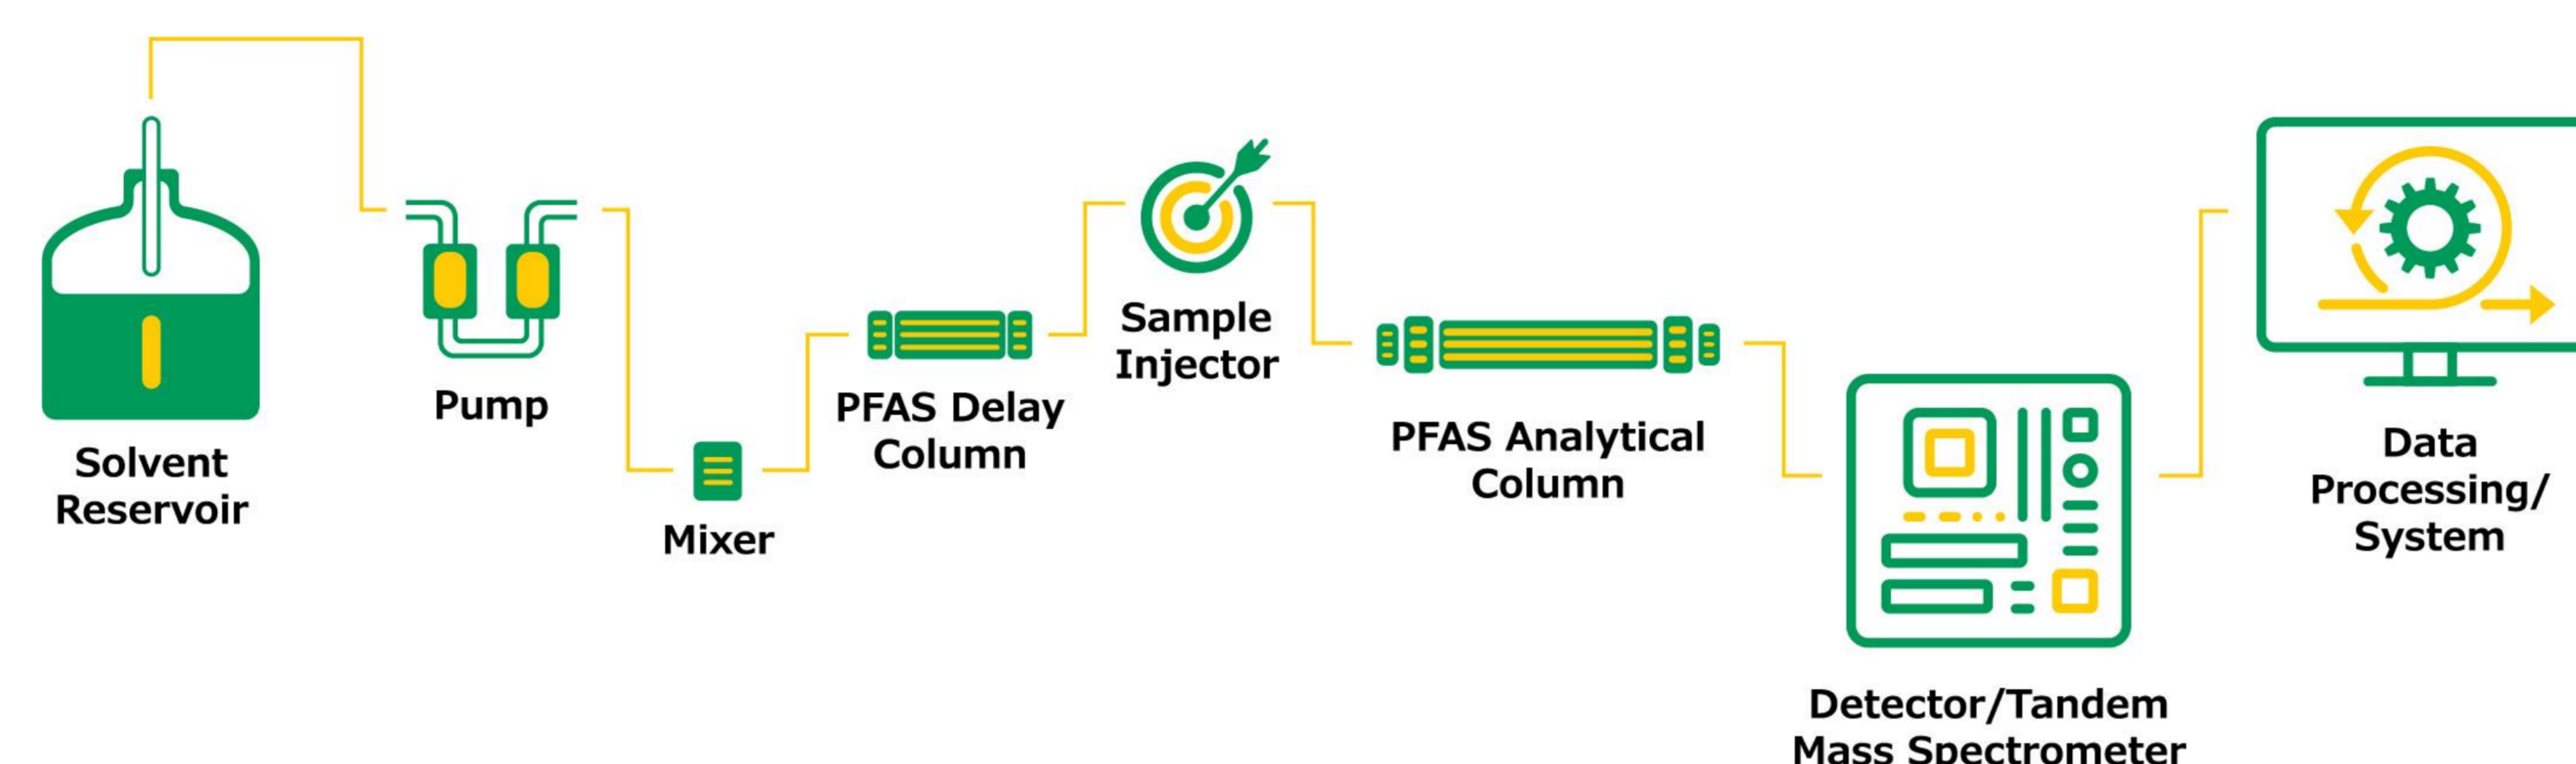 Solvent
Reservoir
Pump
Mixer
PFAS Delay
Column
Sample
Injector
PFAS Analytical
Column
Detector/Tandem
Mass Spectrometer
Data
Processing/
System